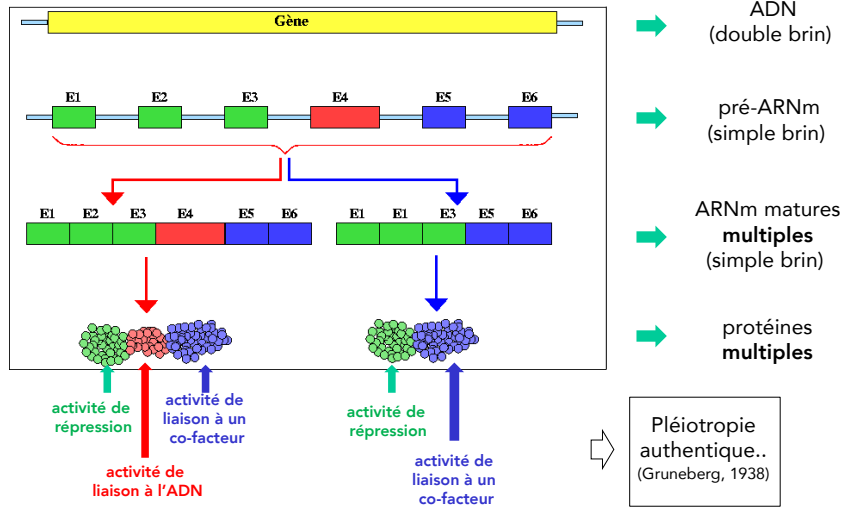 Gène
ADN
(double brin)
E1 E2 E3 E4 E5 E6
pré-ARNm
(simple brin)
E1 E2 E3 E4 E5 E6
E1 E1 E3 E5 E6
ARNm matures
multiples
(simple brin)
protéines
multiples
activité de
répression
activité de
liaison à un
co-facteur
activité de
liaison à l'ADN
activité de
répression
activité de
liaison à un
co-facteur
Pléiotropie
authentique..
(Gruneberg, 1938)